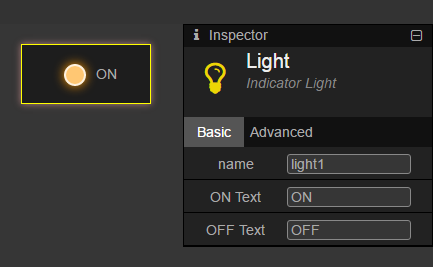 ON
Inspector
Light
Indicator Light
Basic Advanced
name light1
ON Text ON
OFF Text OFF